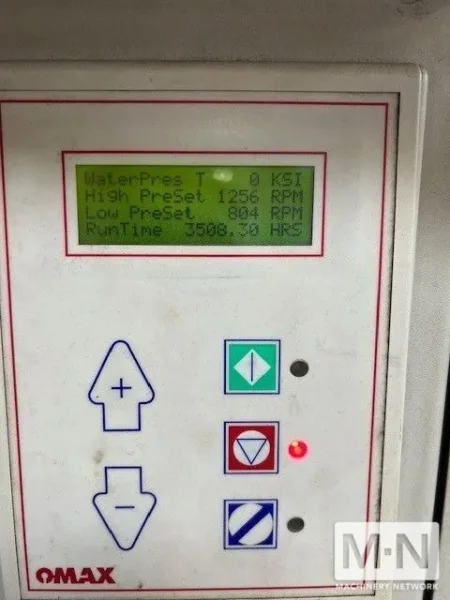 WaterPres T 0 KSI
High PreSet 1256 RPM
Low PreSet 804 RPM
RunTime 3508.30 HRS
+
-
OMAX
M·N
MACHINERY NETWORK